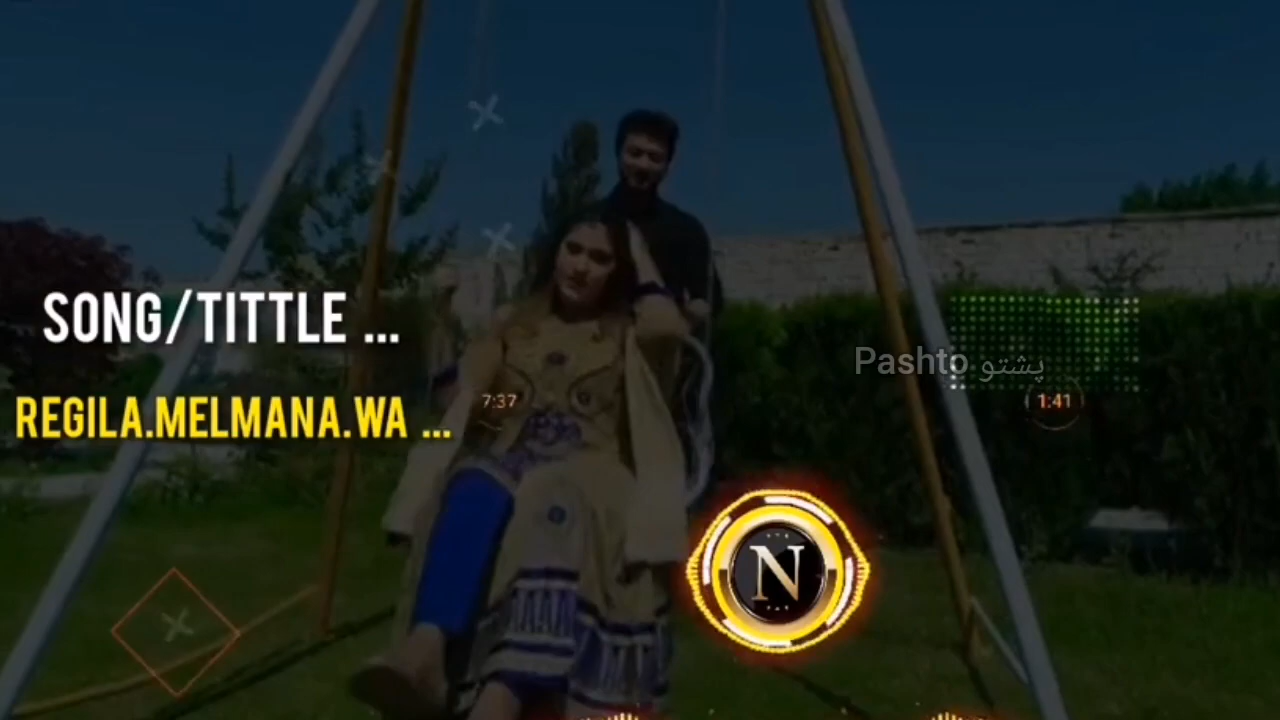 SONG/TITTLE ...
Pashto پشتو
REGILA.MELMANA.WA ...
7:37
1:41
N